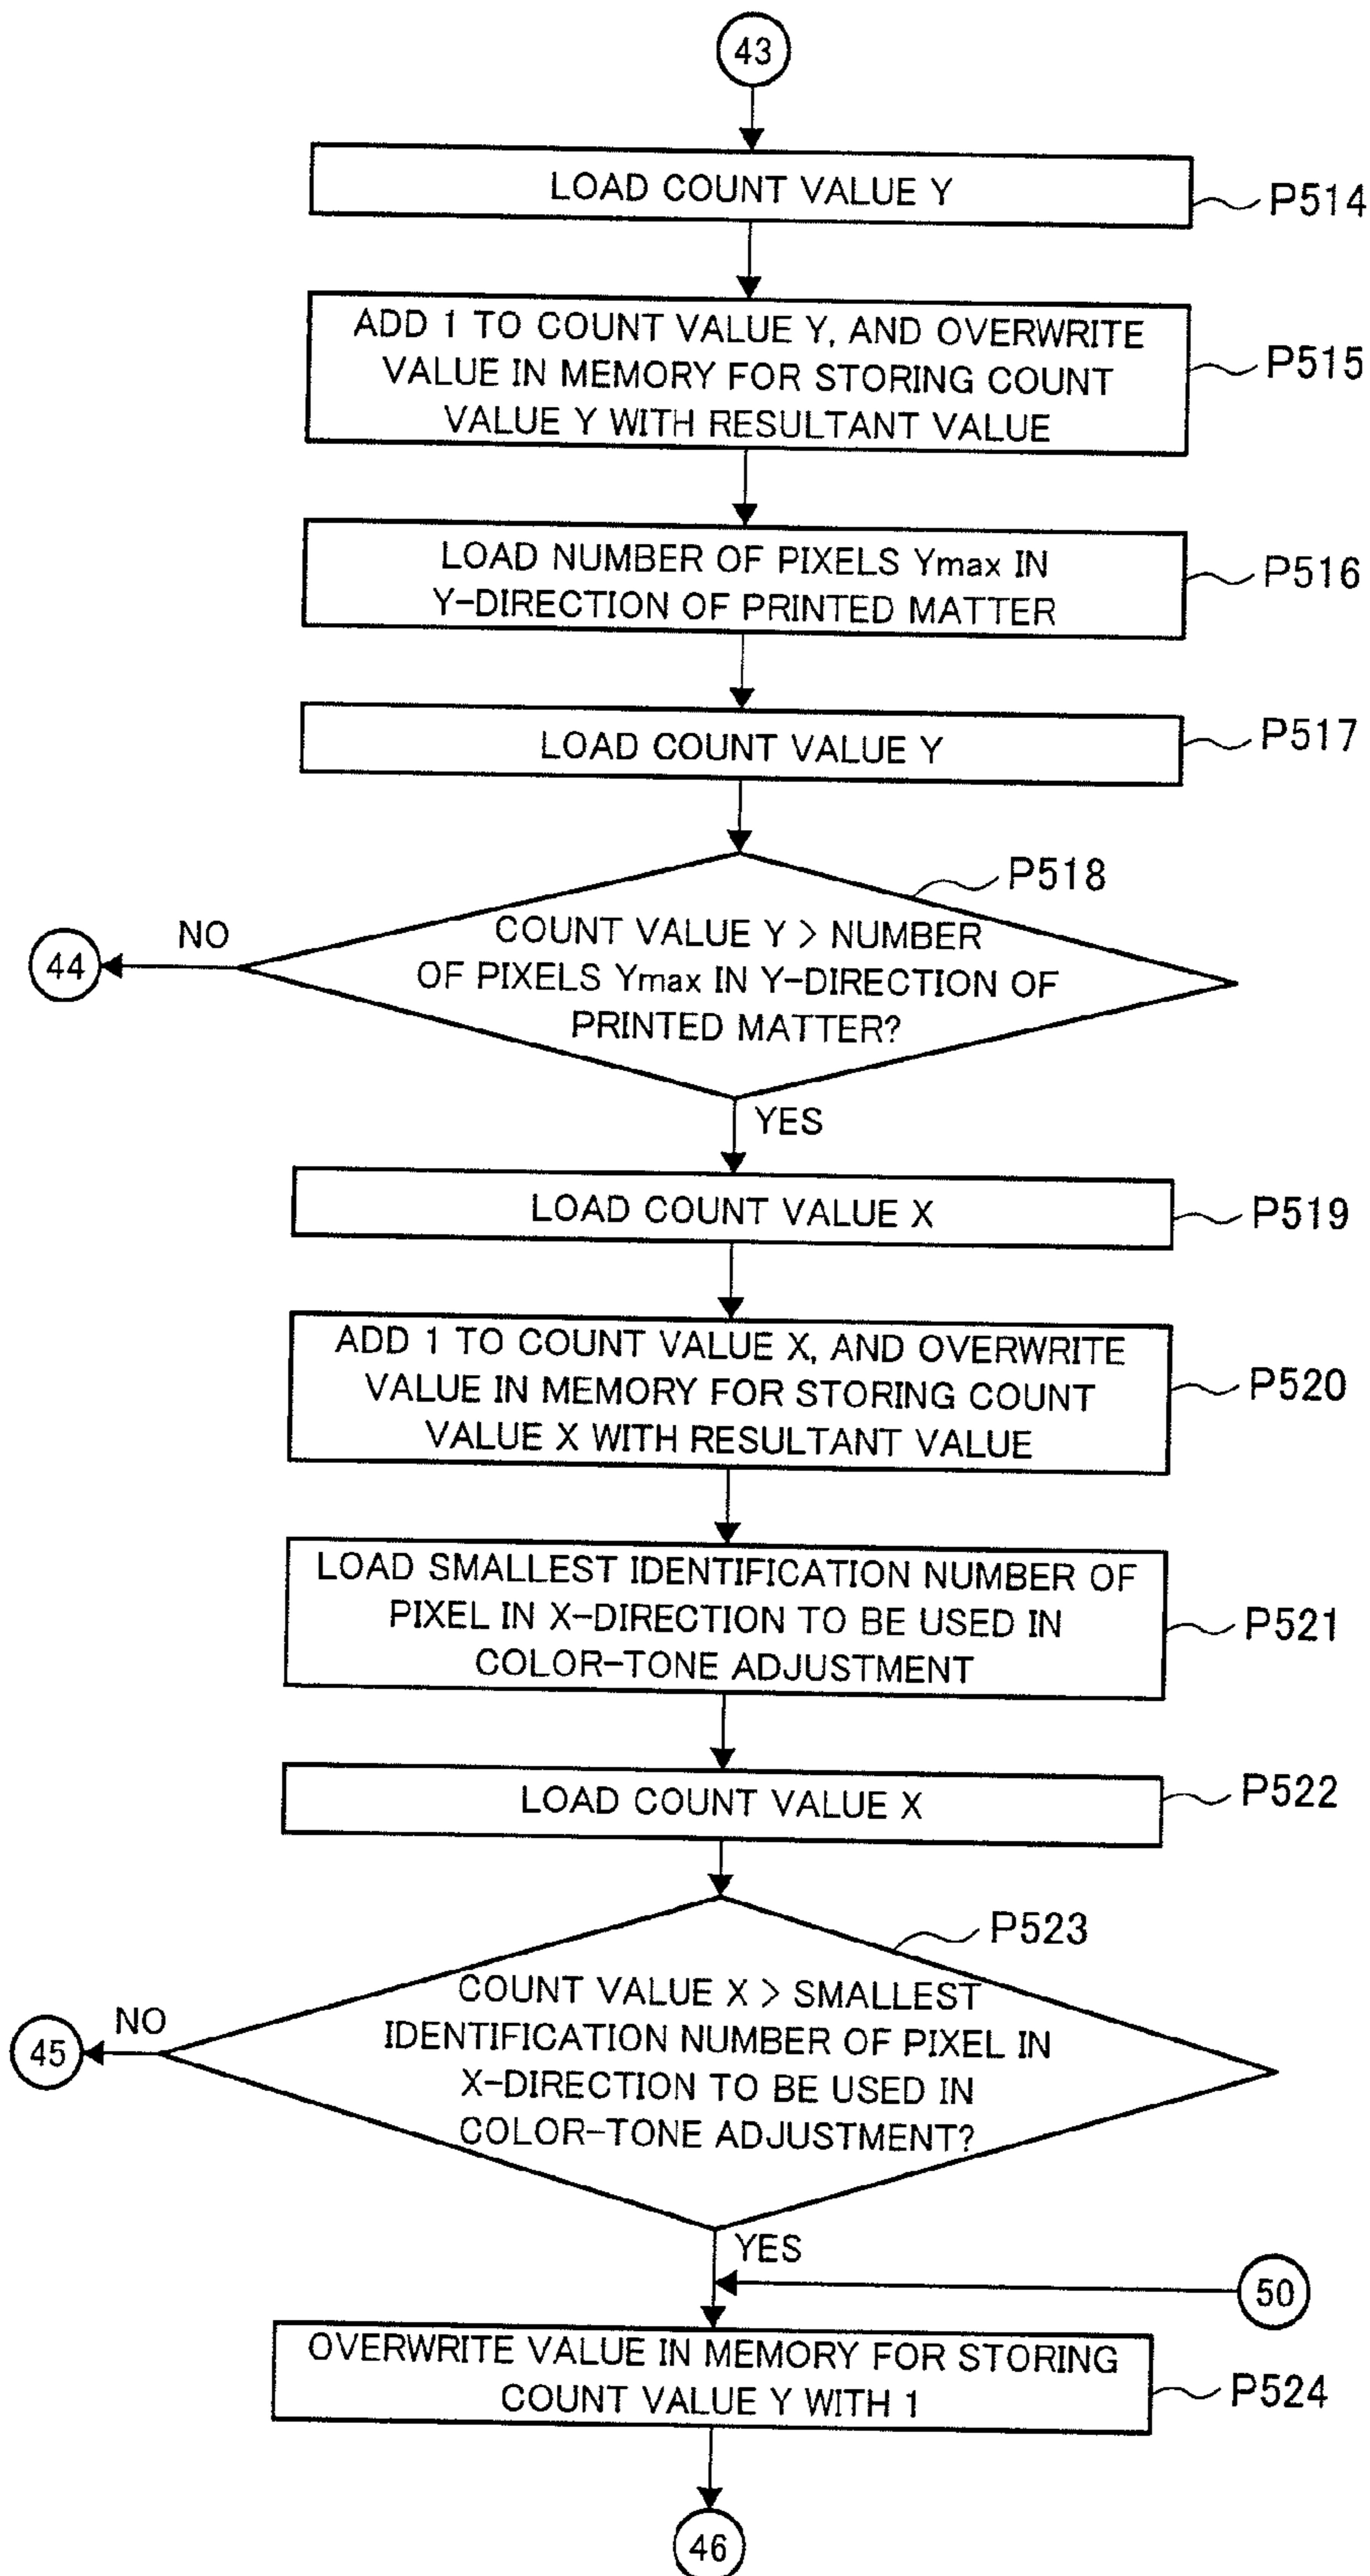 43
LOAD COUNT VALUE Y
P514
ADD 1 TO COUNT VALUE Y, AND OVERWRITE
VALUE IN MEMORY FOR STORING COUNT
VALUE Y WITH RESULTANT VALUE
P515
LOAD NUMBER OF PIXELS Ymax IN
Y-DIRECTION OF PRINTED MATTER
P516
LOAD COUNT VALUE Y
P517
P518
COUNT VALUE Y > NUMBER
OF PIXELS Ymax IN Y-DIRECTION OF
PRINTED MATTER?
NO
44
YES
LOAD COUNT VALUE X
P519
ADD 1 TO COUNT VALUE X, AND OVERWRITE
VALUE IN MEMORY FOR STORING COUNT
VALUE X WITH RESULTANT VALUE
P520
LOAD SMALLEST IDENTIFICATION NUMBER OF
PIXEL IN X-DIRECTION TO BE USED IN
COLOR-TONE ADJUSTMENT
P521
LOAD COUNT VALUE X
P522
P523
COUNT VALUE X > SMALLEST
IDENTIFICATION NUMBER OF PIXEL IN
X-DIRECTION TO BE USED IN
COLOR-TONE ADJUSTMENT?
NO
45
YES
50
OVERWRITE VALUE IN MEMORY FOR STORING
COUNT VALUE Y WITH 1
P524
46